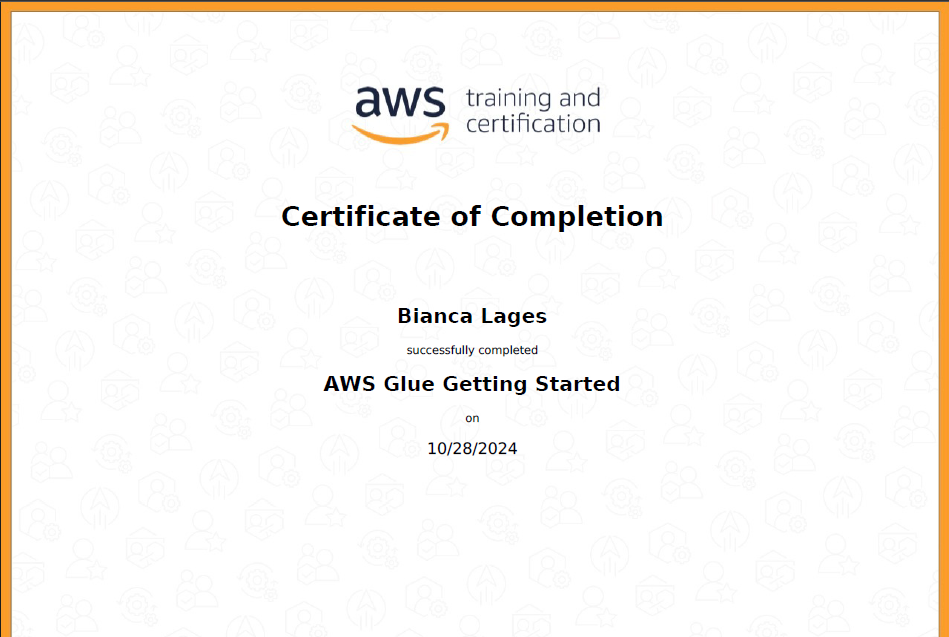 aws training and
certification
Certificate of Completion
Bianca Lages
successfully completed
AWS Glue Getting Started
on
10/28/2024